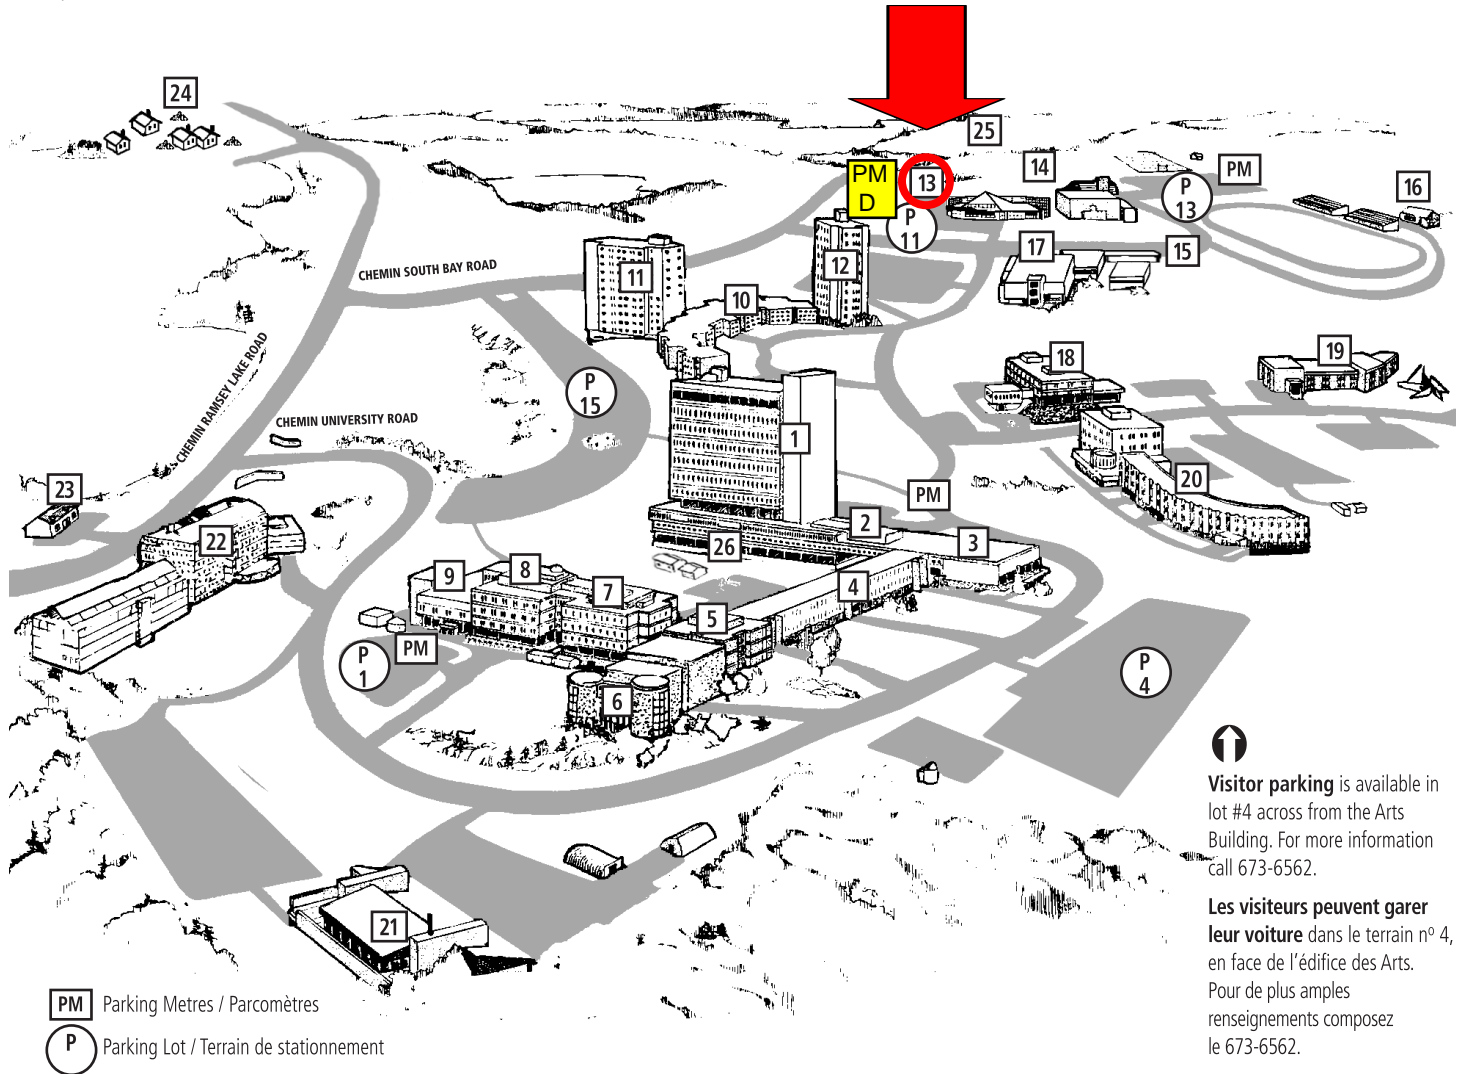 24
25
14
PM
D
13
PM
P
13
16
P
11
17
15
12
11
CHEMIN SOUTH BAY ROAD
10
19
18
CHEMIN RAMSEY LAKE ROAD
P
15
CHEMIN UNIVERSITY ROAD
1
20
23
PM
2
22
3
26
8
9
7
4
5
PM
P
1
P
4
6
Visitor parking is available in
lot #4 across from the Arts
Building. For more information
call 673-6562.
Les visiteurs peuvent garer
leur voiture dans le terrain nº 4,
en face de l'édifice des Arts.
Pour de plus amples
renseignements composez
le 673-6562.
21
PM Parking Metres / Parcomètres
P Parking Lot / Terrain de stationnement